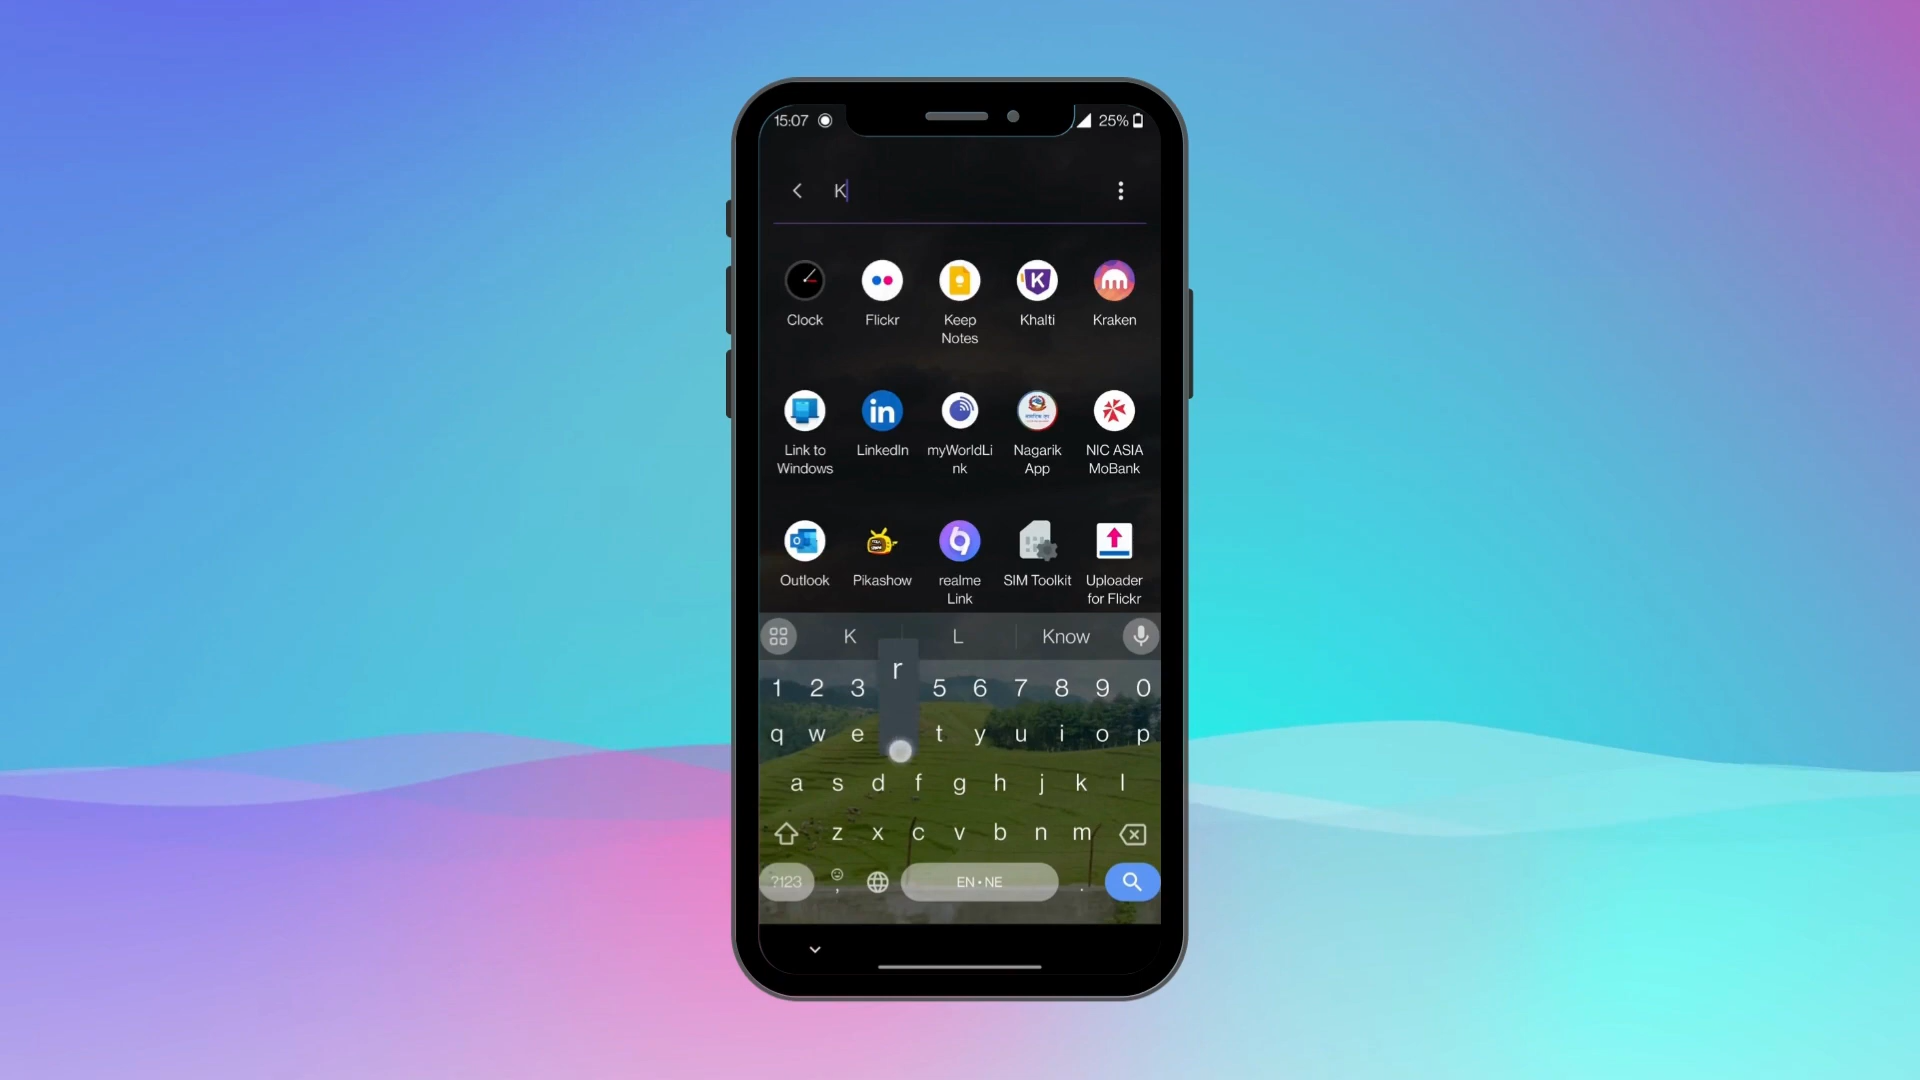 15:07
25%
K
Clock Flickr Keep Notes Khalti Kraken
Link to Windows LinkedIn myWorldLi nk Nagarik App NIC ASIA MoBank
Outlook Pikashow realme Link SIM Toolkit Uploader for Flickr
K L Know
r
1 2 3 5 6 7 8 9 0
q w e t y u i o p
a s d f g h j k l
z x c v b n m
?123 , EN • NE .